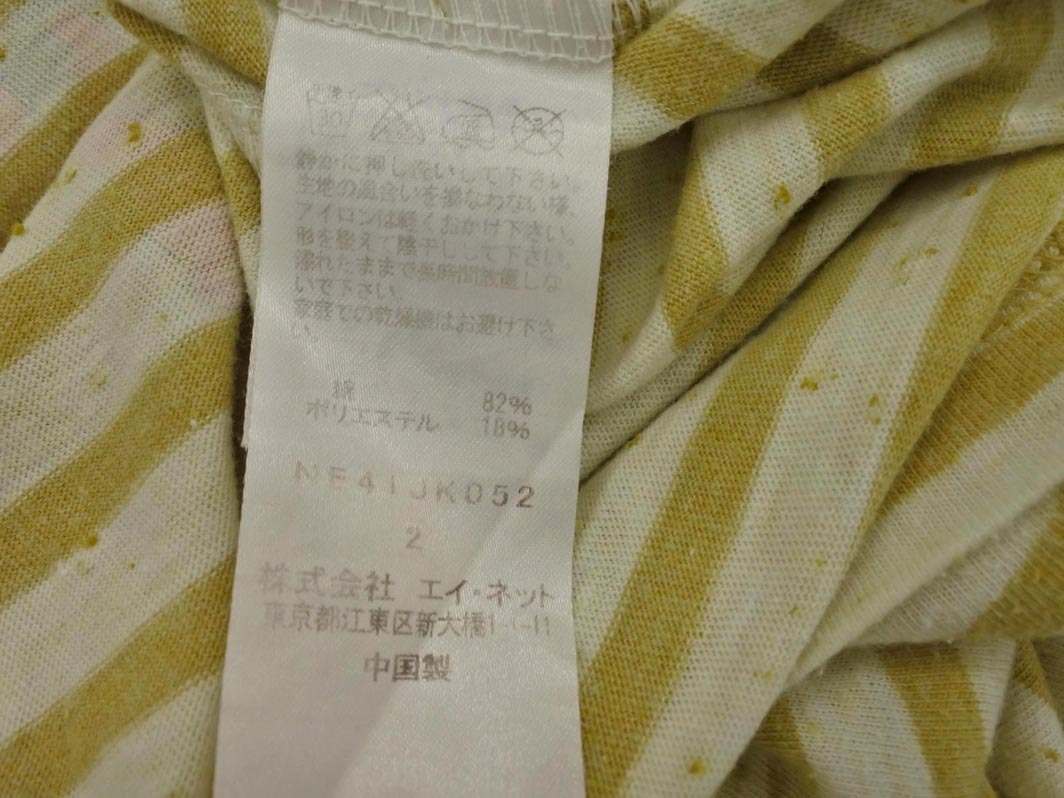 30
静かに押し洗いして下さい。
生地の風合いを損なわない様、
アイロンは軽くおかけ下さい。
形を整えて陰干しして下さい。
濡れたままで長時間放置しな
いで下さい。
家庭での乾燥機はお避け下さ
い。
綿 82%
ポリエステル 18%
NE41JK052
2
株式会社 エイ・ネット
東京都江東区新大橋1-1-11
中国製